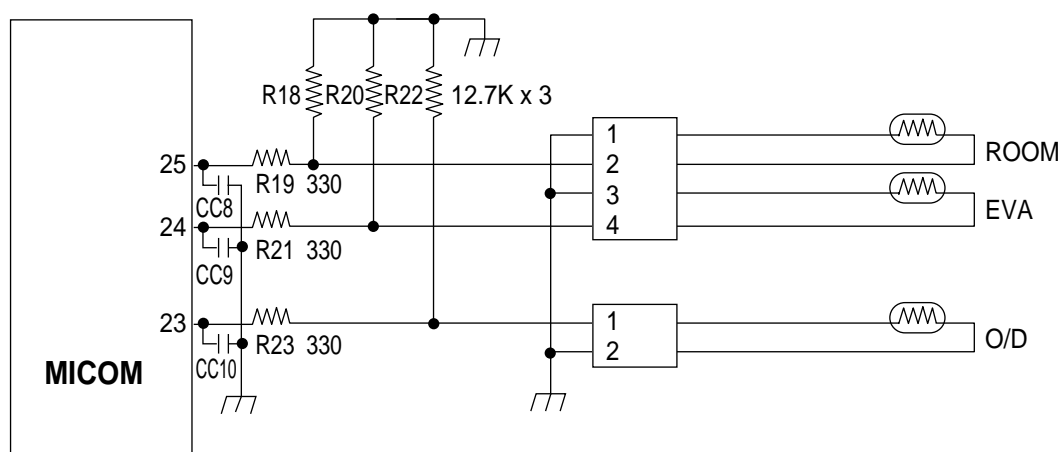 R18 R20 R22 12.7K x 3
25
R19 330
CC8
24
R21 330
CC9
23
R23 330
CC10
MICOM
1
2
3
4
1
2
ROOM
EVA
O/D